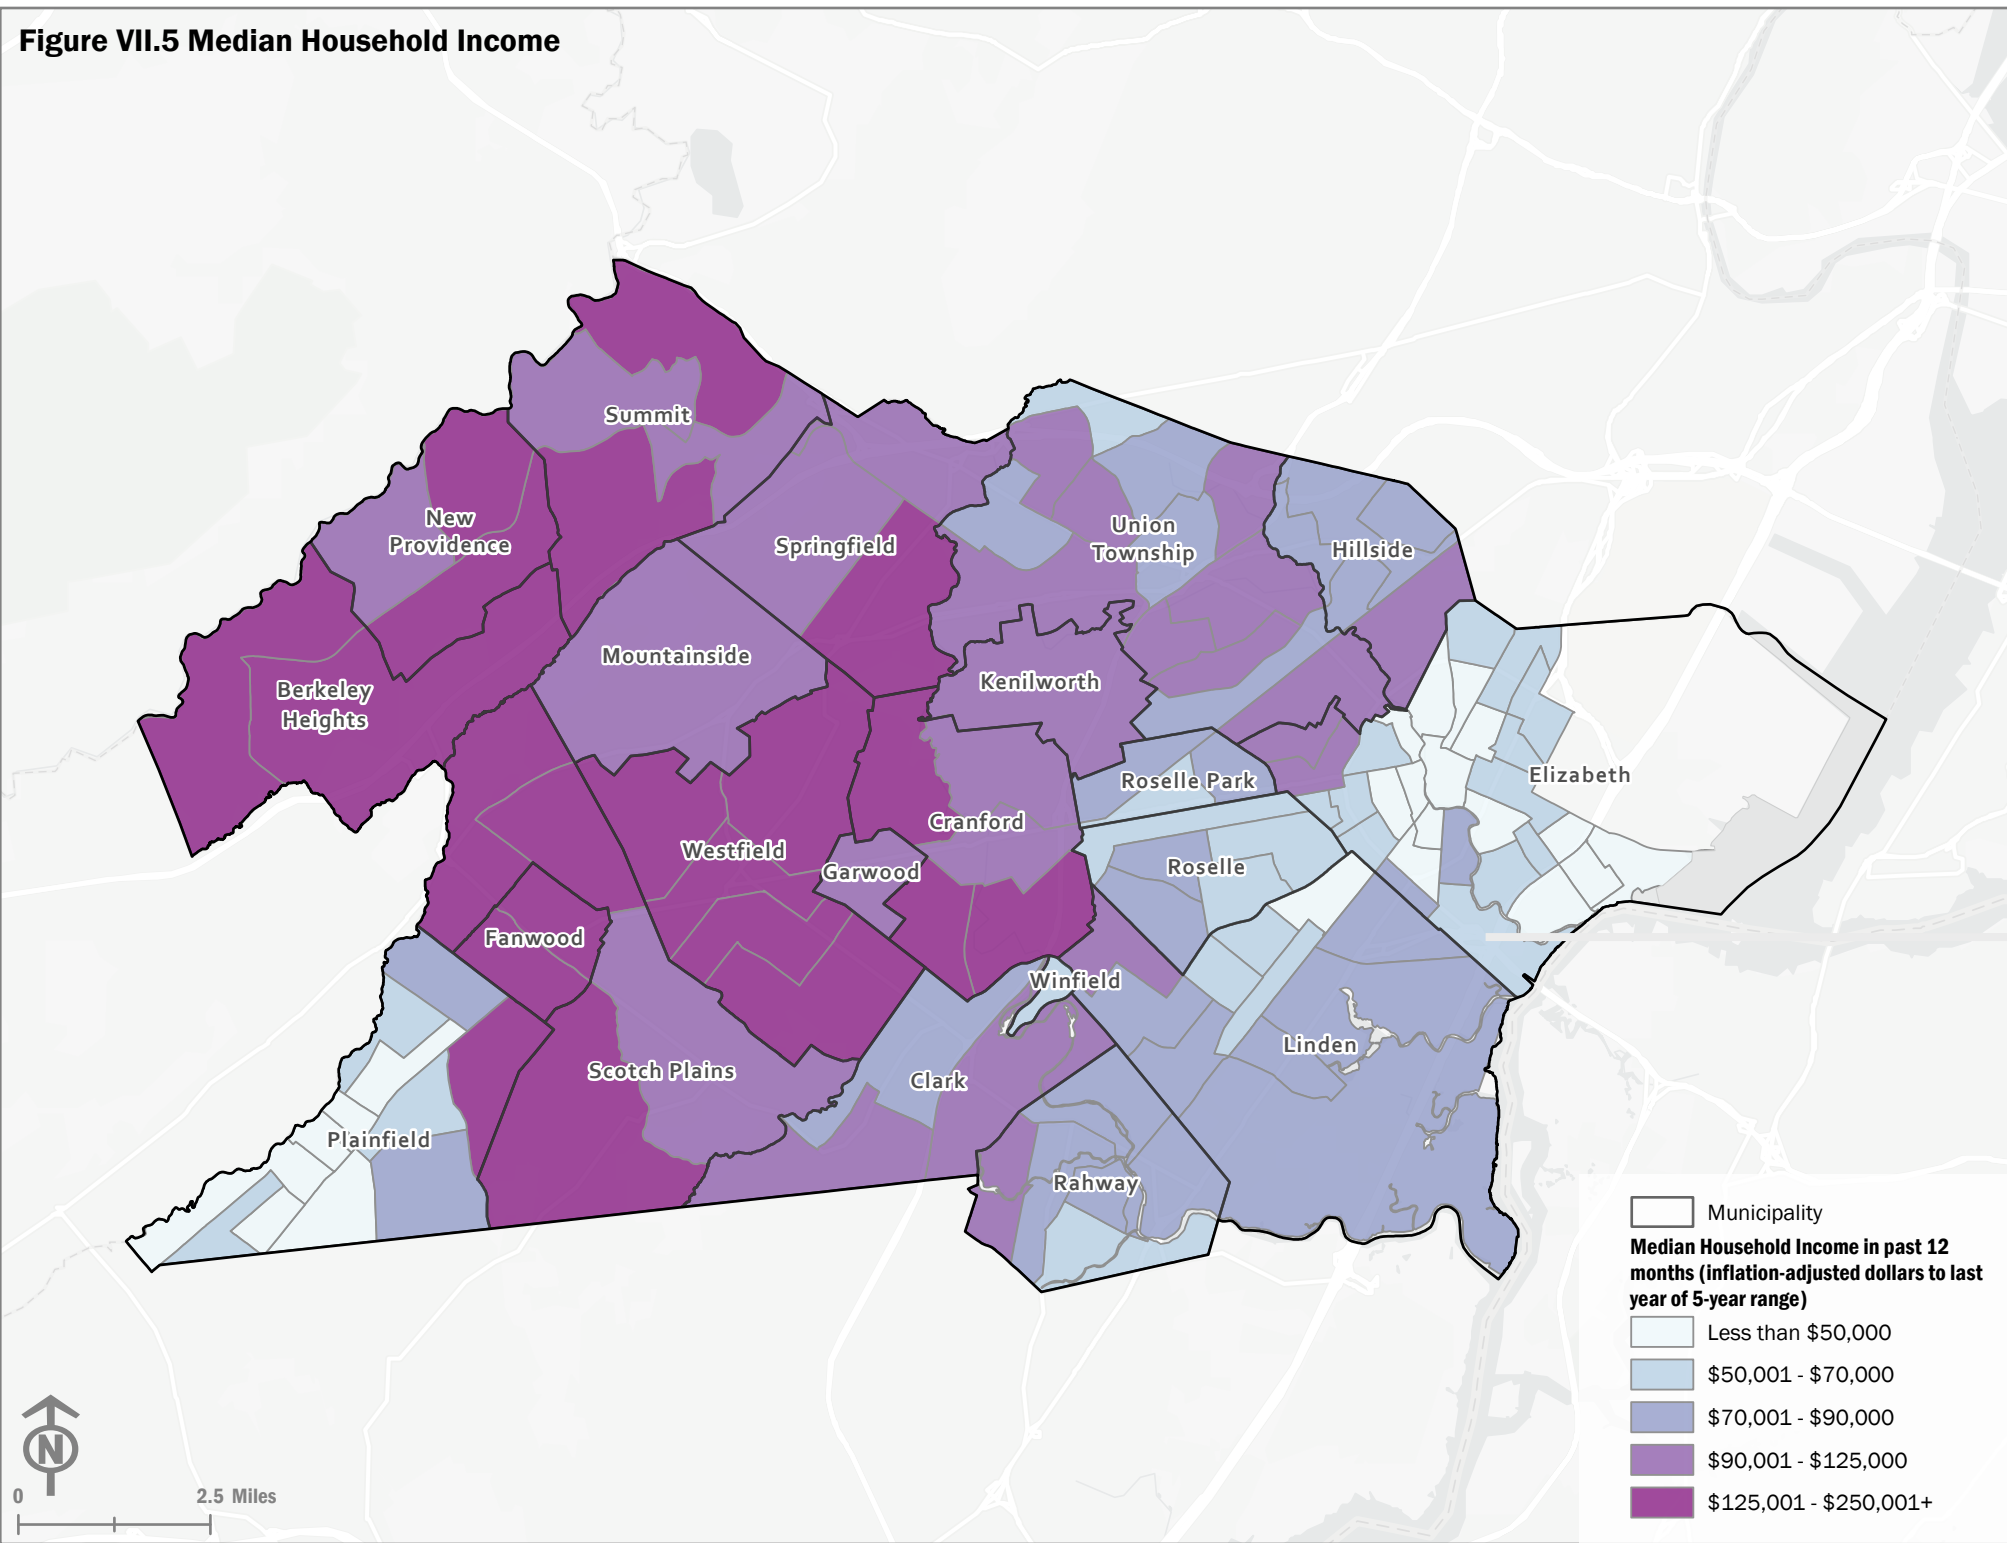 Figure VII.5 Median Household Income
Summit
New
Providence
Springfield
Union
Township
Hillside
Mountainside
Kenilworth
Berkeley
Heights
Elizabeth
Roselle Park
Cranford
Westfield
Garwood
Roselle
Fanwood
Winfield
Linden
Scotch Plains
Clark
Plainfield
Rahway
Municipality
Median Household Income in past 12
months (inflation-adjusted dollars to last
year of 5-year range)
Less than $50,000
$50,001 - $70,000
$70,001 - $90,000
$90,001 - $125,000
$125,001 - $250,001+
N
0
2.5 Miles